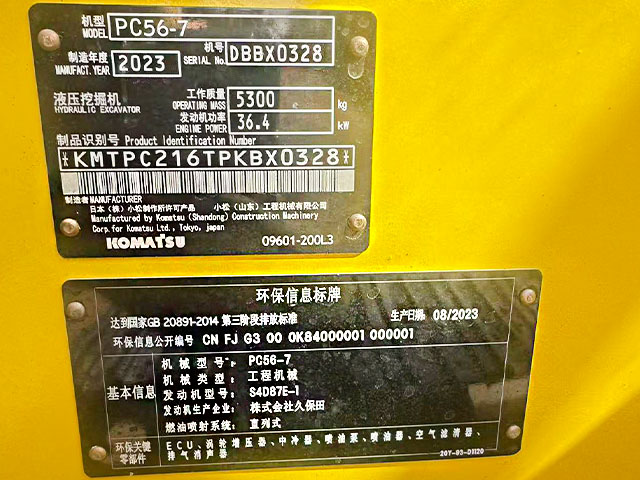 机型 MODEL PC56-7
制造年度 MANUFACT. YEAR 2023 机号 SERIAL No. DBBX0328
液压挖掘机 HYDRAULIC EXCAVATOR
工作质量 OPERATING MASS 5300 kg
发动机功率 ENGINE POWER 36.4 kW
制品识别号 Product Identification Number
*KMTPC216TPKBX0328*
制造者 MANUFACTURER
日本（株）小松制作所许可产品 小松（山东）工程机械有限公司
Manufactured by Komatsu (Shandong) Construction Machinery
Corp. for Komatsu Ltd., Tokyo, japan
KOMATSU 09601-200L3
环保信息标牌
达到国家GB 20891-2014 第三阶段排放标准 生产日期: 08/2023
环保信息公开编号 CN FJ G3 00 0K84000001 000001
基本信息
机械型号: PC56-7
机械类型: 工程机械
发动机型号: S4D87E-1
发动机生产企业: 株式会社久保田
燃油喷射系统: 直列式
环保关键零部件
ECU、涡轮增压器、中冷器、喷油泵、喷油器、空气滤清器、
排气消声器
20Y-93-D1120